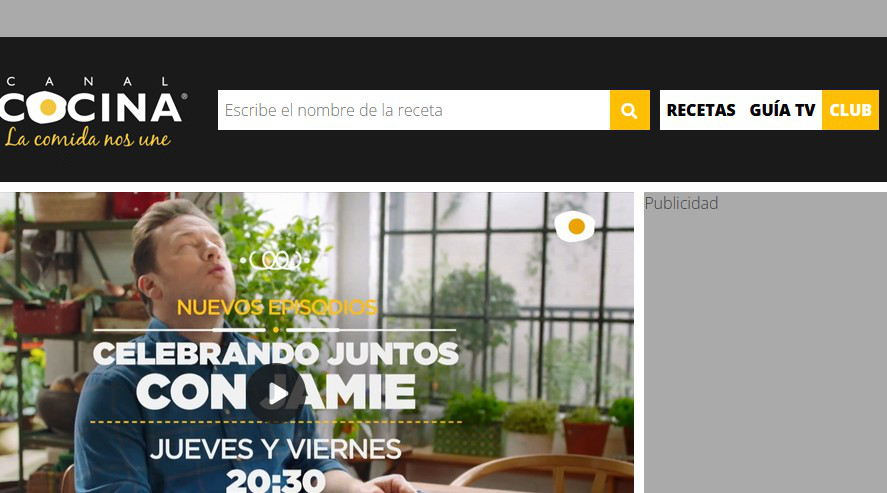 CANAL
COCINA®
La comida nos une
Escribe el nombre de la receta
RECETAS GUÍA TV CLUB
Publicidad
NUEVOS EPISODIOS
CELEBRANDO JUNTOS
CON JAMIE
JUEVES Y VIERNES
20:30